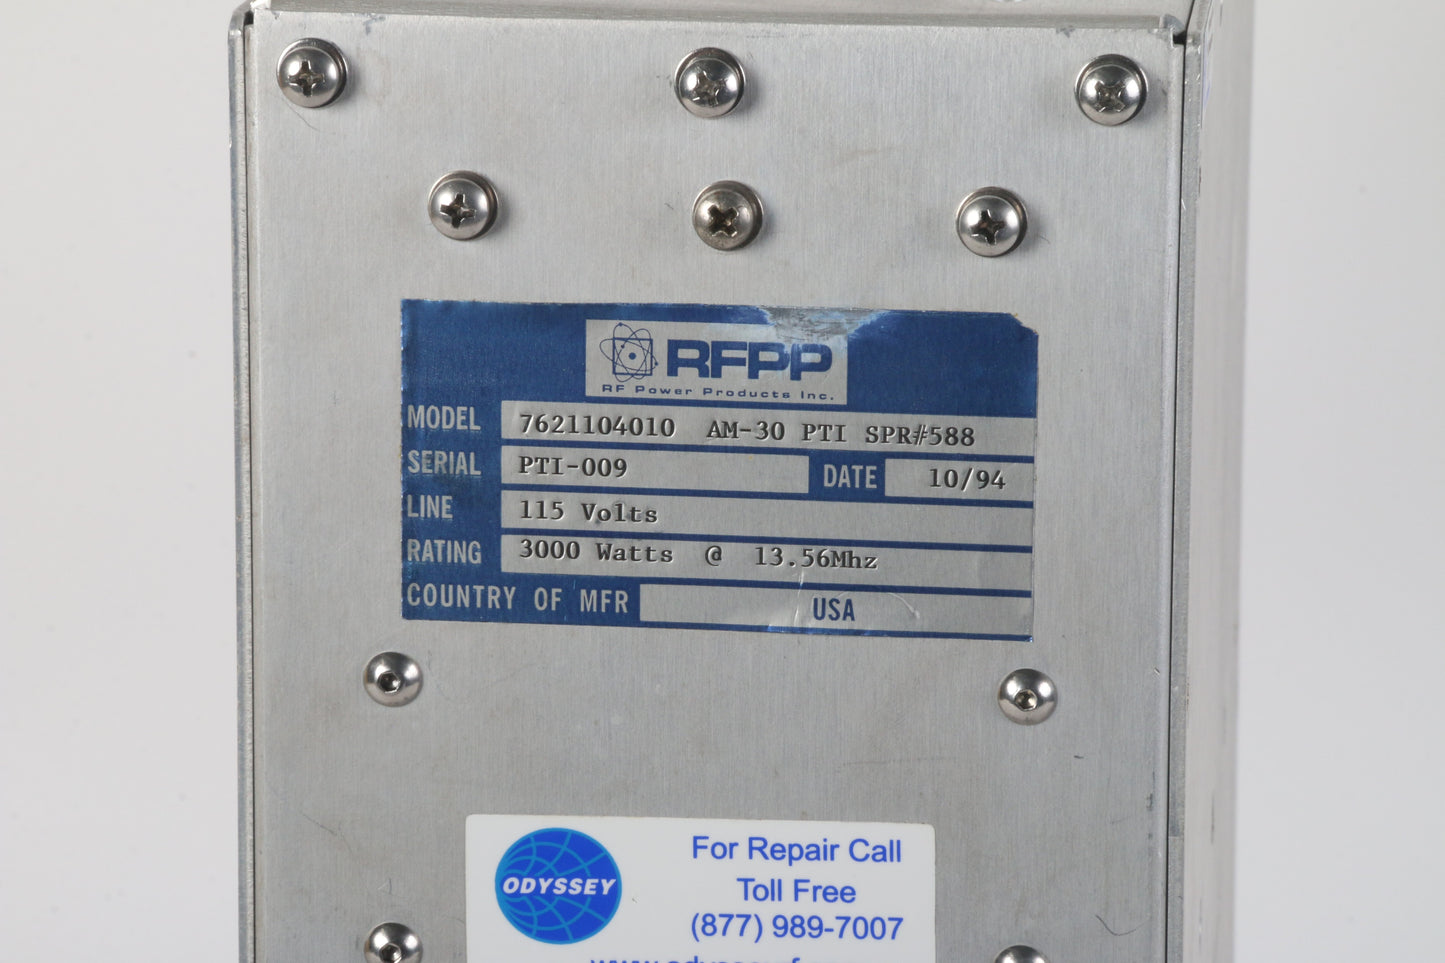 RFPP
RF Power Products Inc.
MODEL 7621104010 AM-30 PTI SPR#588
SERIAL PTI-009 DATE 10/94
LINE 115 Volts
RATING 3000 Watts @ 13.56Mhz
COUNTRY OF MFR USA
ODYSSEY
For Repair Call
Toll Free
(877) 989-7007